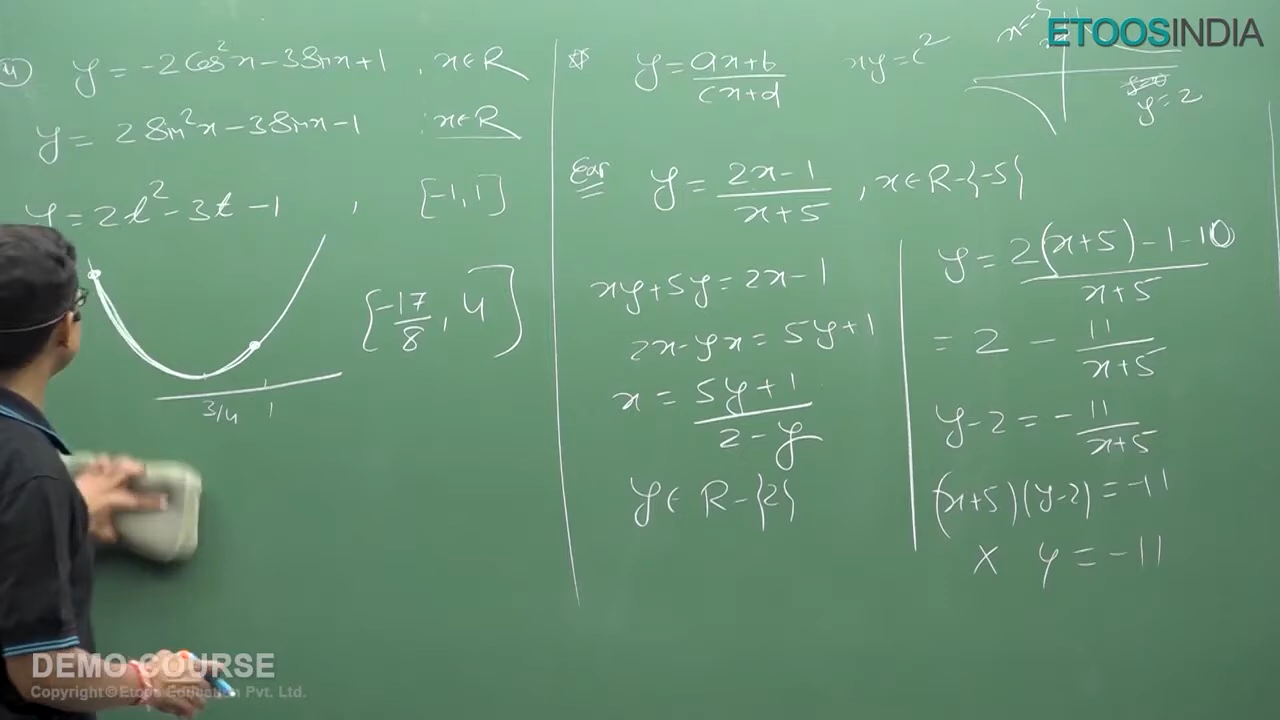 4) y = -2cos²x - 3sinx + 1 , x ∈ R
y = 2sin²x - 3sinx - 1 : x ∈ R
y = 2t² - 3t - 1 , [-1, 1]
[-17/8, 4]
3/4 1
y = (ax+b)/(cx+d) xy = c²
y = 2
y = (2x-1)/(x+5) , x ∈ R-{-5}
xy + 5y = 2x - 1
2x - yx = 5y + 1
x = (5y+1)/(2-y)
y ∈ R-{2}
y = (2(x+5) - 1 - 10)/(x+5)
= 2 - 11/(x+5)
y - 2 = - 11/(x+5)
(x+5)(y-2) = -11
X Y = -11
ETOOSINDIA
DEMO COURSE
Copyright © Etoos Education Pvt. Ltd.